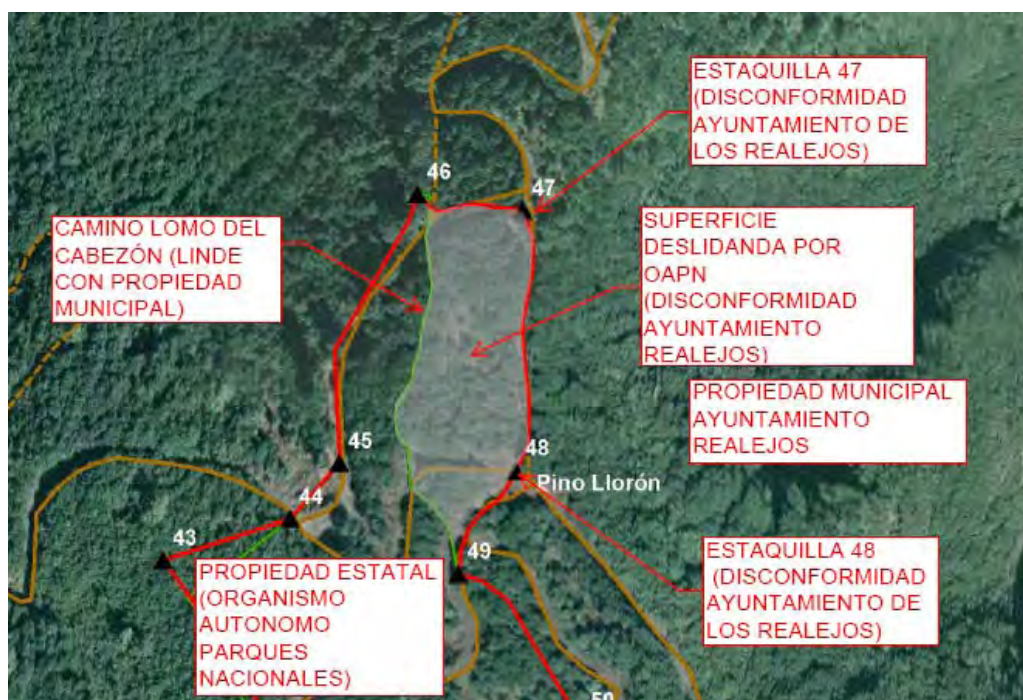 ESTAQUILLA 47
(DISCONFORMIDAD
AYUNTAMIENTO DE
LOS REALEJOS)
46
47
CAMINO LOMO DEL
CABEZÓN (LINDE
CON PROPIEDAD
MUNICIPAL)
SUPERFICIE
DESLIDANDA POR
OAPN
(DISCONFORMIDAD
AYUNTAMIENTO
REALEJOS)
PROPIEDAD MUNICIPAL
AYUNTAMIENTO
REALEJOS
45
48
Pino Llorón
44
43
49
PROPIEDAD ESTATAL
(ORGANISMO
AUTONOMO
PARQUES
NACIONALES)
ESTAQUILLA 48
(DISCONFORMIDAD
AYUNTAMIENTO DE
LOS REALEJOS)